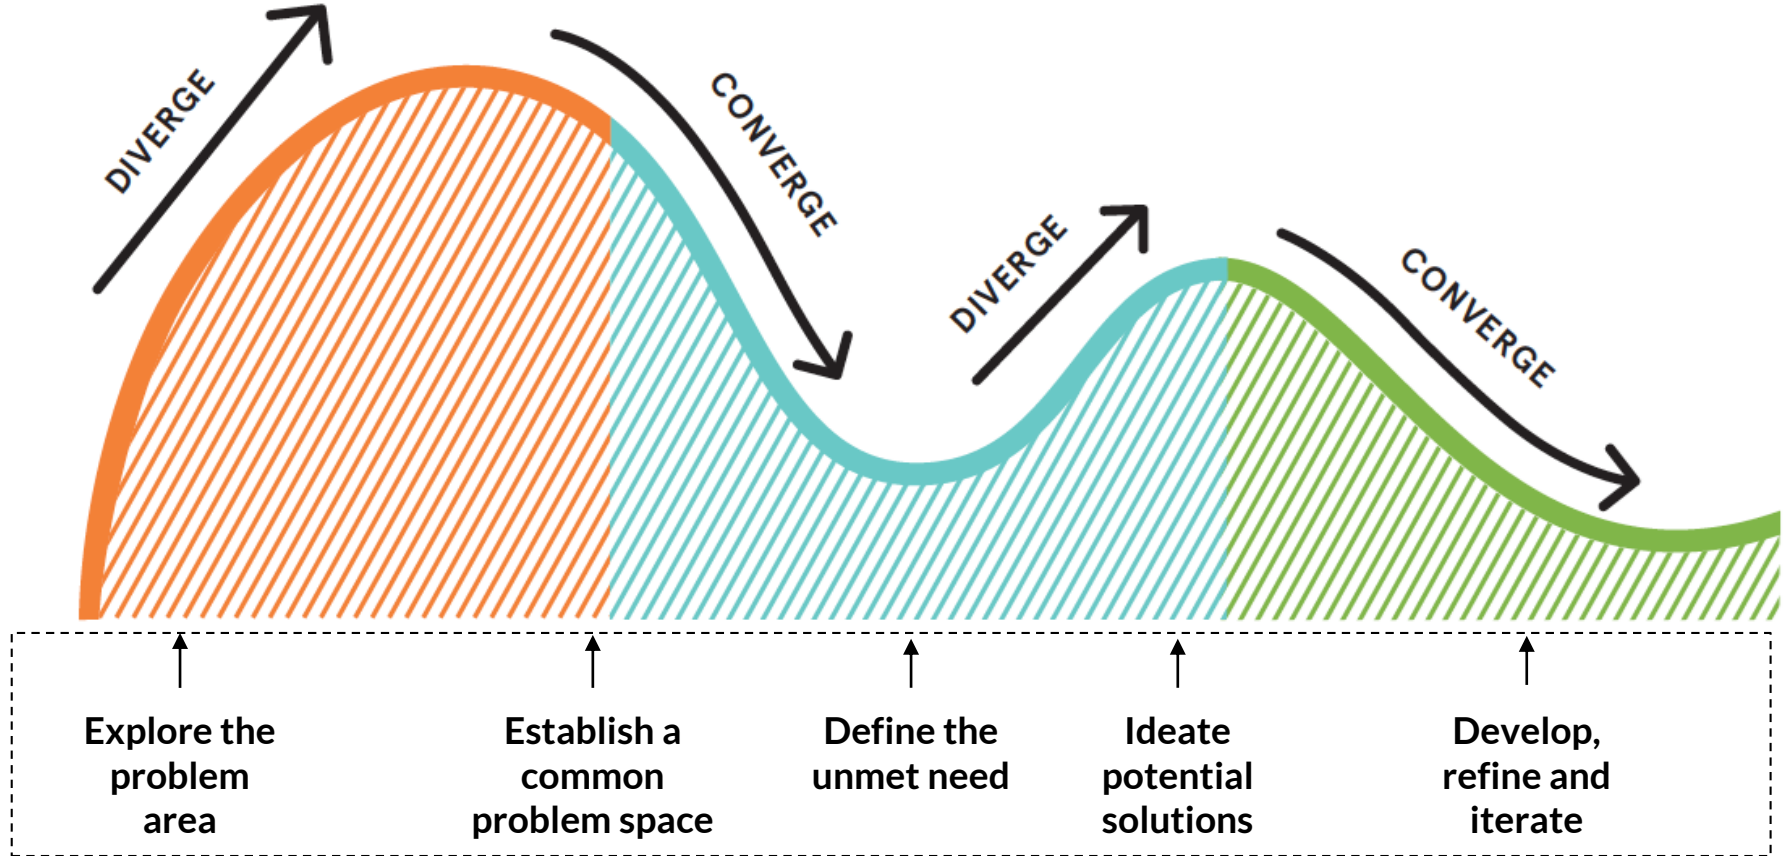 DIVERGE
CONVERGE
DIVERGE
CONVERGE
Explore the
problem
area
Establish a
common
problem space
Define the
unmet need
Ideate
potential
solutions
Develop,
refine and
iterate